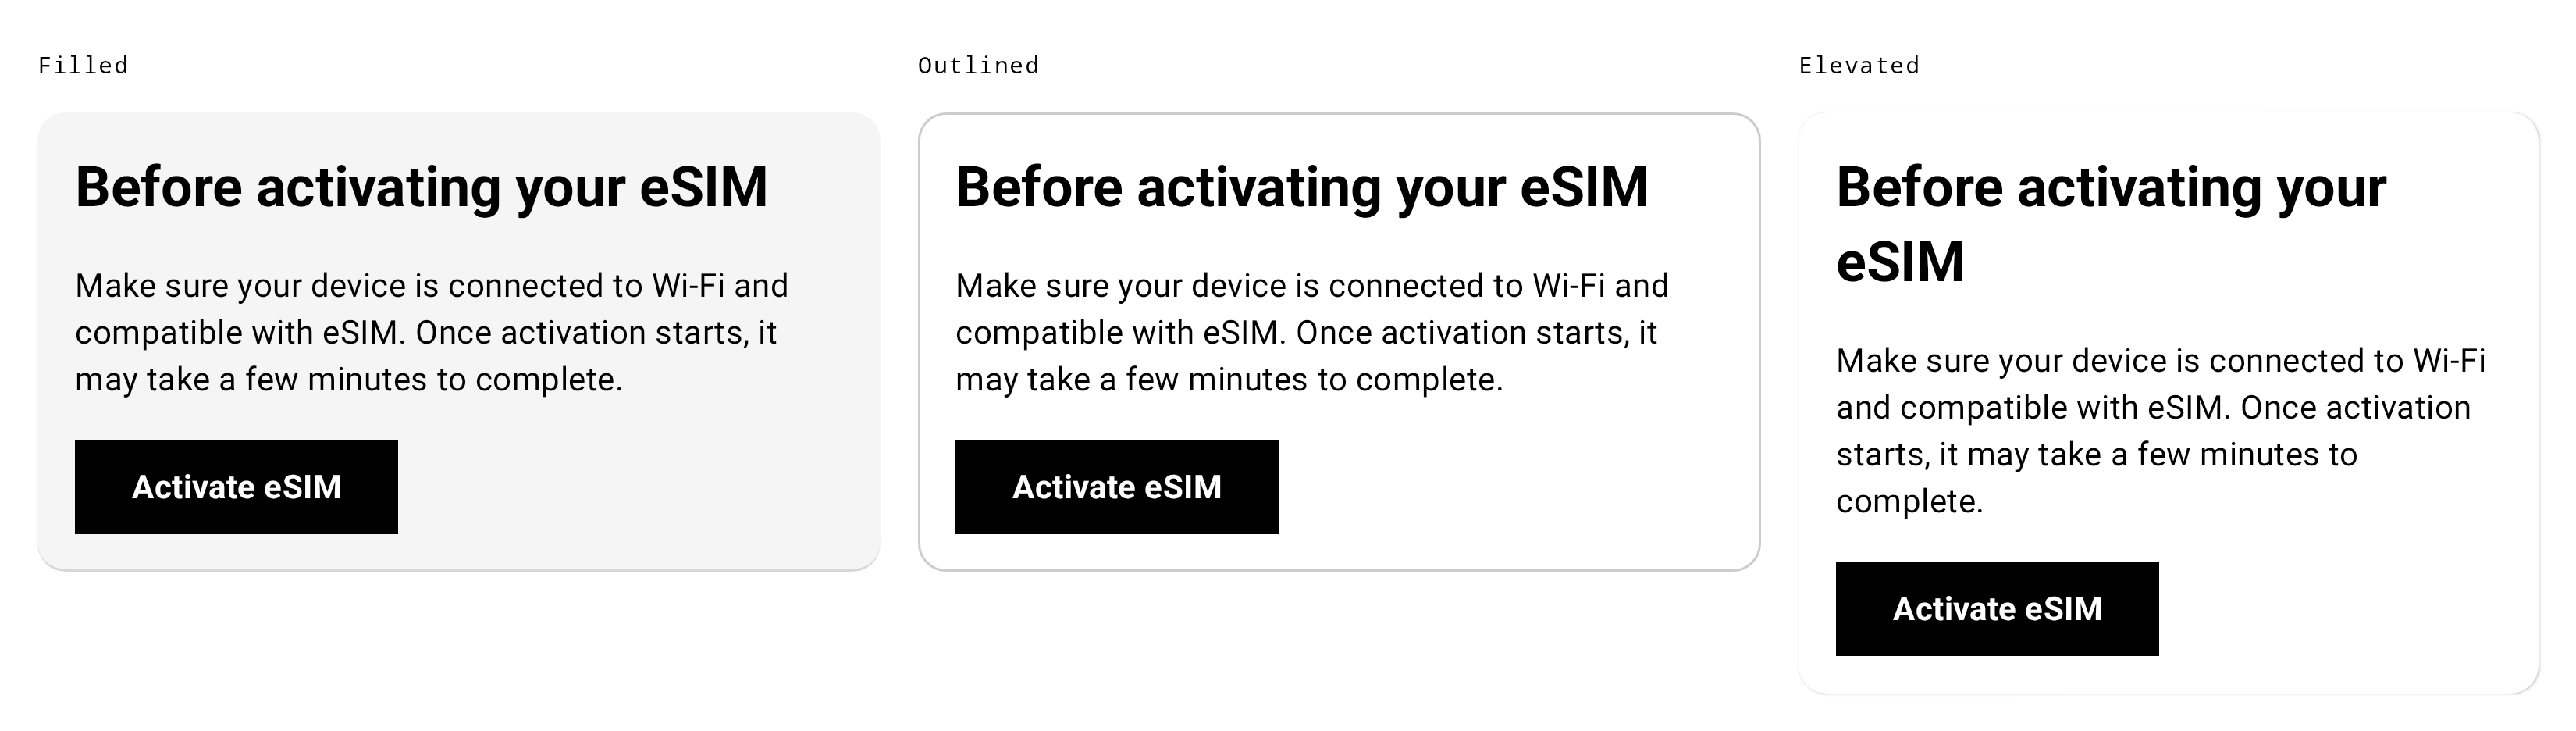 Filled
Before activating your eSIM
Make sure your device is connected to Wi-Fi and
compatible with eSIM. Once activation starts, it
may take a few minutes to complete.
Activate eSIM
Outlined
Before activating your eSIM
Make sure your device is connected to Wi-Fi and
compatible with eSIM. Once activation starts, it
may take a few minutes to complete.
Activate eSIM
Elevated
Before activating your
eSIM
Make sure your device is connected to Wi-Fi
and compatible with eSIM. Once activation
starts, it may take a few minutes to
complete.
Activate eSIM